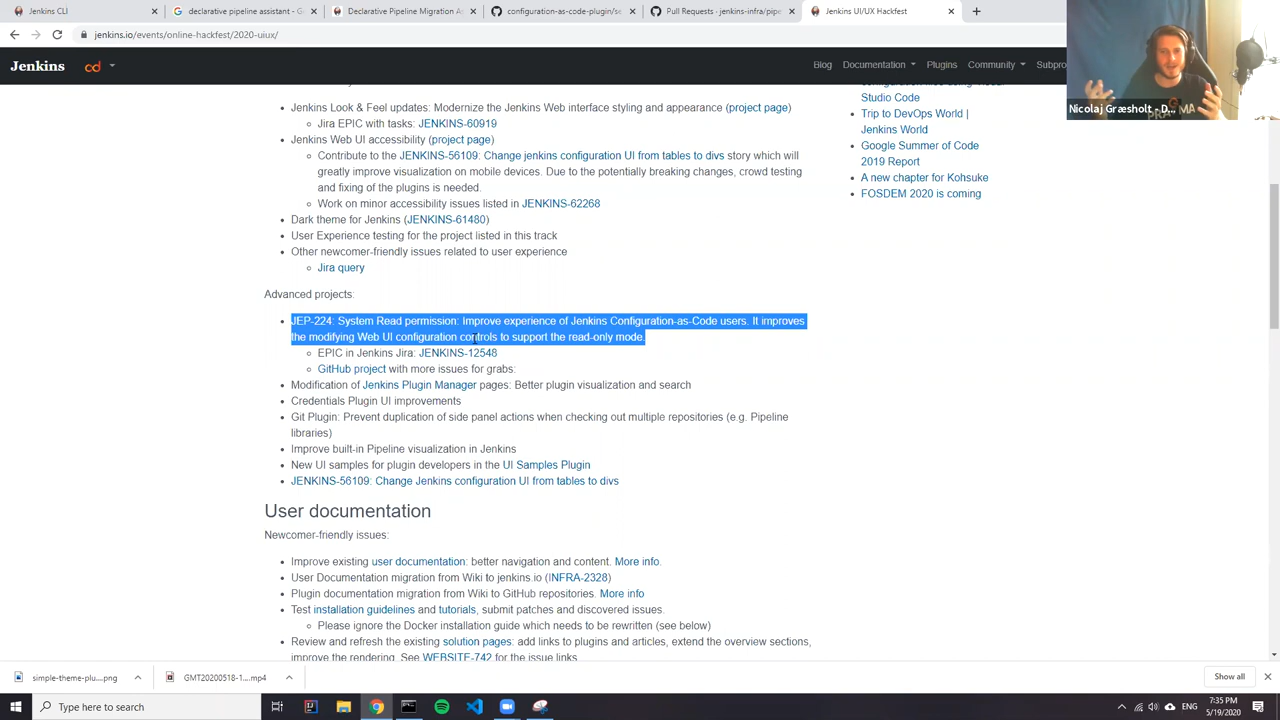 Jenkins CLI
declarative pipeline assistant - G
Declarative Pipeline Migration As
configuration-as-code-plugin/se
Pull Requests · jenkins-infra/pipe
Jenkins UI/UX Hackfest
jenkins.io/events/online-hackfest/2020-uiux/
Jenkins
cd
Blog
Documentation
Plugins
Community
Subpro
Nicolaj Græsholt - D...
Jenkins Look & Feel updates: Modernize the Jenkins Web interface styling and appearance (project page)
Jira EPIC with tasks: JENKINS-60919
Jenkins Web UI accessibility (project page)
Contribute to the JENKINS-56109: Change jenkins configuration UI from tables to divs story which will
greatly improve visualization on mobile devices. Due to the potentially breaking changes, crowd testing
and fixing of the plugins is needed.
Work on minor accessibility issues listed in JENKINS-62268
Dark theme for Jenkins (JENKINS-61480)
User Experience testing for the project listed in this track
Other newcomer-friendly issues related to user experience
Jira query
Advanced projects:
JEP-224: System Read permission: Improve experience of Jenkins Configuration-as-Code users. It improves
the modifying Web UI configuration controls to support the read-only mode.
EPIC in Jenkins Jira: JENKINS-12548
GitHub project with more issues for grabs:
Modification of Jenkins Plugin Manager pages: Better plugin visualization and search
Credentials Plugin UI improvements
Git Plugin: Prevent duplication of side panel actions when checking out multiple repositories (e.g. Pipeline
libraries)
Improve built-in Pipeline visualization in Jenkins
New UI samples for plugin developers in the UI Samples Plugin
JENKINS-56109: Change Jenkins configuration UI from tables to divs
User documentation
Newcomer-friendly issues:
Improve existing user documentation: better navigation and content. More info.
User Documentation migration from Wiki to jenkins.io (INFRA-2328)
Plugin documentation migration from Wiki to GitHub repositories. More info
Test installation guidelines and tutorials, submit patches and discovered issues.
Please ignore the Docker installation guide which needs to be rewritten (see below)
Review and refresh the existing solution pages: add links to plugins and articles, extend the overview sections,
improve the rendering. See WEBSITE-742 for the issue links
Studio Code
Trip to DevOps World |
Jenkins World
Google Summer of Code
2019 Report
A new chapter for Kohsuke
FOSDEM 2020 is coming
simple-theme-plu....png
GMT20200518-1....mp4
Show all
Type here to search
ENG
7:35 PM
5/19/2020